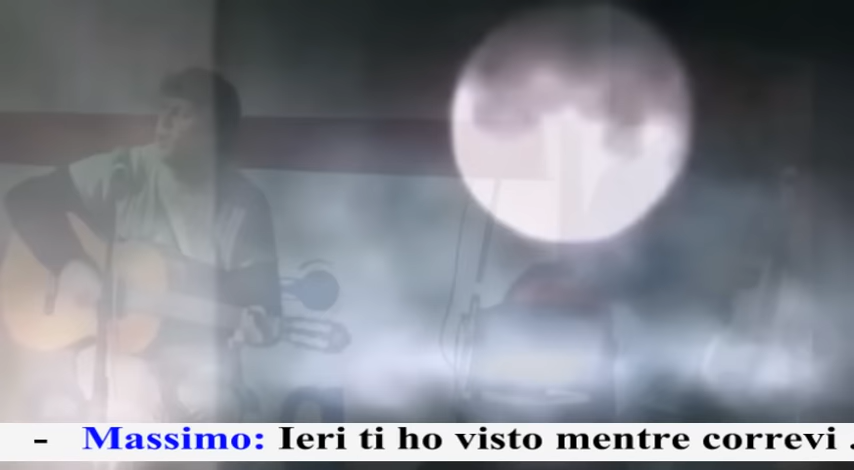 - Massimo: Ieri ti ho visto mentre correvi .